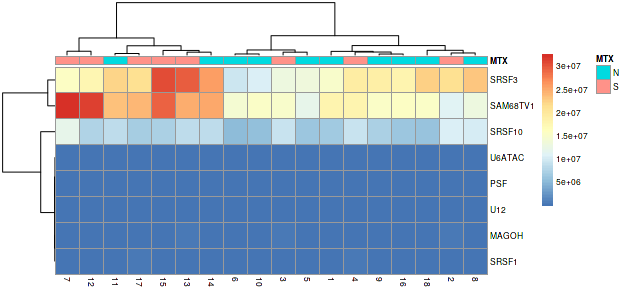 MTX
SRSF3
SAM68TV1
SRSF10
U6ATAC
PSF
U12
MAGOH
SRSF1
7 12 11 17 15 13 14 6 10 3 5 1 4 9 16 18 2 8
3e+07
2.5e+07
2e+07
1.5e+07
1e+07
5e+06
MTX
N
S